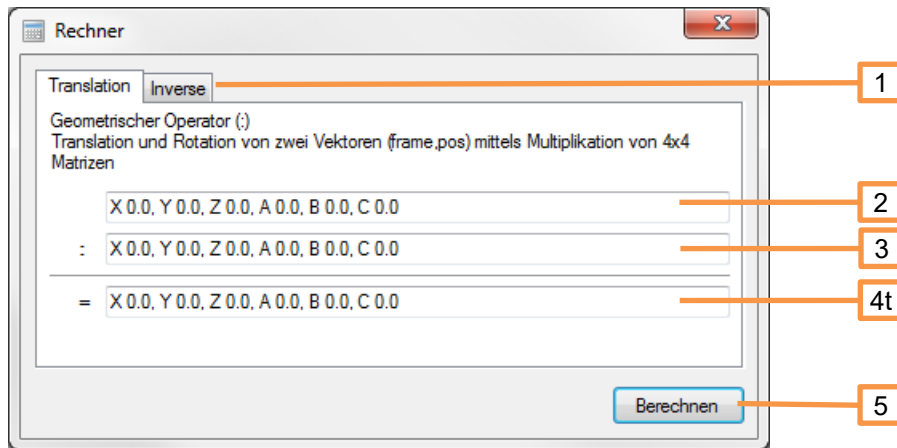 Rechner
Translation Inverse
1
Geometrischer Operator (:)
Translation und Rotation von zwei Vektoren (frame,pos) mittels Multiplikation von 4x4
Matrizen
X 0.0, Y 0.0, Z 0.0, A 0.0, B 0.0, C 0.0
2
: X 0.0, Y 0.0, Z 0.0, A 0.0, B 0.0, C 0.0
3
= X 0.0, Y 0.0, Z 0.0, A 0.0, B 0.0, C 0.0
4t
Berechnen
5